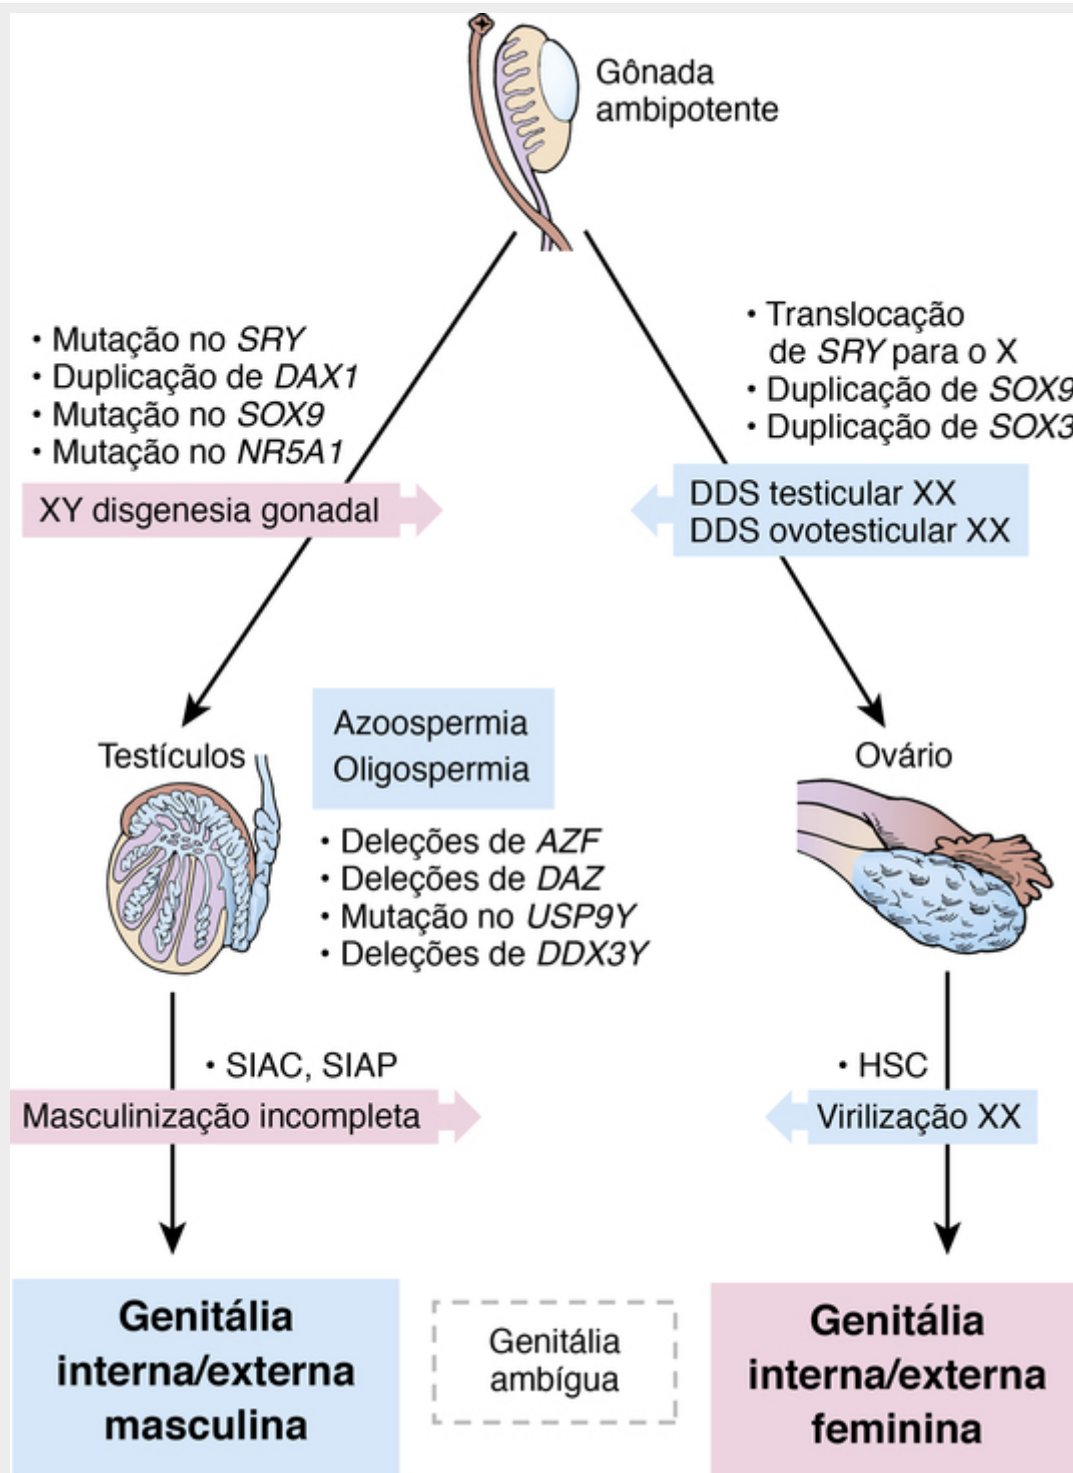 Gônada
ambipotente
• Mutação no SRY
• Duplicação de DAX1
• Mutação no SOX9
• Mutação no NR5A1
XY disgenesia gonadal
• Translocação
de SRY para o X
• Duplicação de SOX9
• Duplicação de SOX3
DDS testicular XX
DDS ovotesticular XX
Testículos
Azoospermia
Oligospermia
• Deleções de AZF
• Deleções de DAZ
• Mutação no USP9Y
• Deleções de DDX3Y
Ovário
• SIAC, SIAP
Masculinização incompleta
• HSC
Virilização XX
Genitália
interna/externa
masculina
Genitália
ambígua
Genitália
interna/externa
feminina